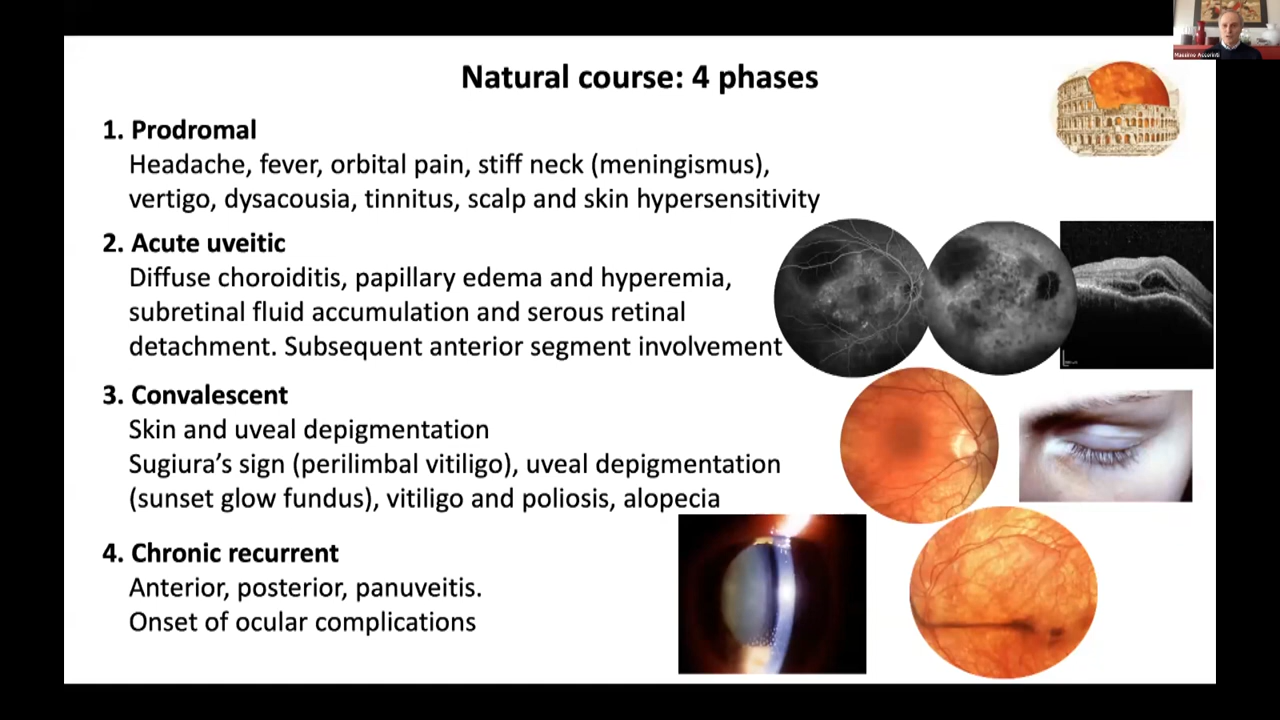 Natural course: 4 phases
1. Prodromal
Headache, fever, orbital pain, stiff neck (meningismus),
vertigo, dysacousia, tinnitus, scalp and skin hypersensitivity
2. Acute uveitic
Diffuse choroiditis, papillary edema and hyperemia,
subretinal fluid accumulation and serous retinal
detachment. Subsequent anterior segment involvement
3. Convalescent
Skin and uveal depigmentation
Sugiura’s sign (perilimbal vitiligo), uveal depigmentation
(sunset glow fundus), vitiligo and poliosis, alopecia
4. Chronic recurrent
Anterior, posterior, panuveitis.
Onset of ocular complications
Massimo Accorinti